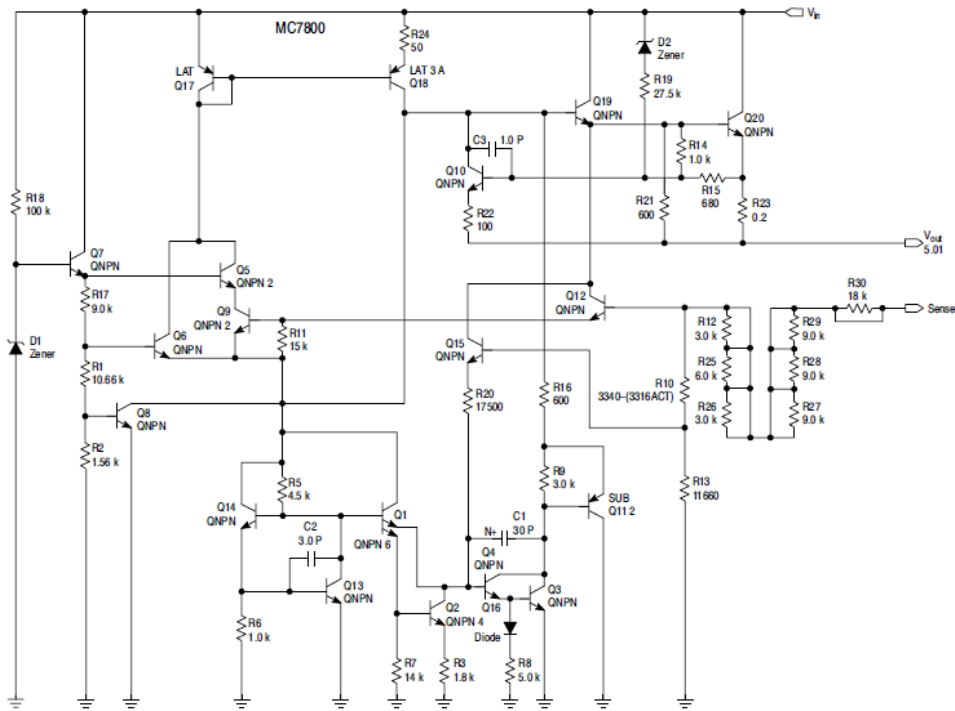 MC7800
Vin
R24
50
D2
Zener
LAT
Q17
LAT 3 A
Q18
R19
27.5 k
Q19
QNPN
Q20
QNPN
C3
1.0 P
R14
1.0 k
Q10
QNPN
R18
100 k
R15
680
R21
600
R23
0.2
R22
100
Vout
5.01
Q7
QNPN
Q5
QNPN 2
R30
18 k
Sense
R17
9.0 k
Q9
QNPN 2
Q12
QNPN
Q6
QNPN
R11
15 k
R12
3.0 k
R29
9.0 k
D1
Zener
Q15
QNPN
R1
10.66 k
R25
6.0 k
R28
9.0 k
R20
17500
R16
600
R10
3340–(3316ACT)
R26
3.0 k
R27
9.0 k
Q8
QNPN
R2
1.56 k
R9
3.0 k
R13
11660
R5
4.5 k
SUB
Q11 2
Q14
QNPN
Q1
QNPN 6
C2
3.0 P
N+
C1
30 P
Q4
QNPN
Q13
QNPN
Q3
QNPN
Q16
Q2
QNPN 4
R6
1.0 k
Diode
R7
14 k
R3
1.8 k
R8
5.0 k